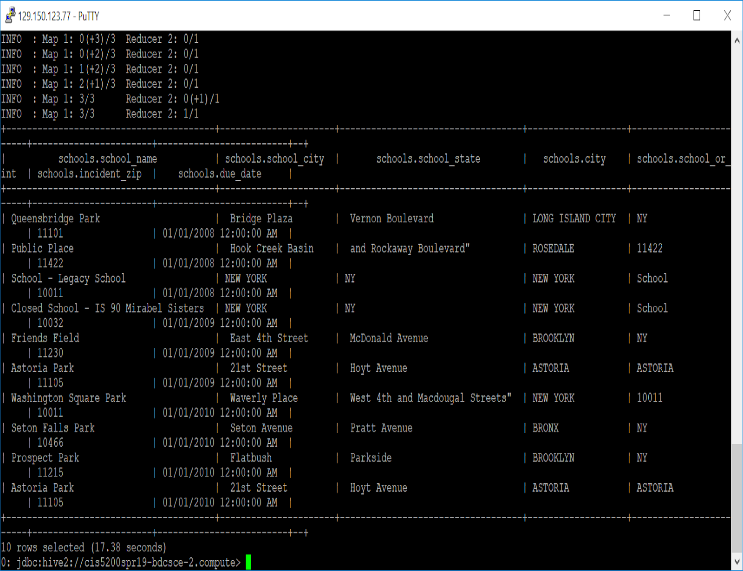 129.150.123.77 - PuTTY
INFO  : Map 1: 0(+3)/3  Reducer 2: 0/1
INFO  : Map 1: 0(+2)/3  Reducer 2: 0/1
INFO  : Map 1: 1(+2)/3  Reducer 2: 0/1
INFO  : Map 1: 2(+1)/3  Reducer 2: 0/1
INFO  : Map 1: 3/3      Reducer 2: 0(+1)/1
INFO  : Map 1: 3/3      Reducer 2: 1/1
| schools.school_name | schools.school_city | schools.school_state | schools.city | schools.school_or_
int | schools.incident_zip | schools.due_date |
| Queensbridge Park | Bridge Plaza | Vernon Boulevard | LONG ISLAND CITY | NY
| 11101 | 01/01/2008 12:00:00 AM |
| Public Place | Hook Creek Basin | and Rockaway Boulevard" | ROSEDALE | 11422
| 11422 | 01/01/2008 12:00:00 AM |
| School - Legacy School | NEW YORK | NY | NEW YORK | School
| 10011 | 01/01/2008 12:00:00 AM |
| Closed School - IS 90 Mirabel Sisters | NEW YORK | NY | NEW YORK | School
| 10032 | 01/01/2009 12:00:00 AM |
| Friends Field | East 4th Street | McDonald Avenue | BROOKLYN | NY
| 11230 | 01/01/2009 12:00:00 AM |
| Astoria Park | 21st Street | Hoyt Avenue | ASTORIA | ASTORIA
| 11105 | 01/01/2009 12:00:00 AM |
| Washington Square Park | Waverly Place | West 4th and Macdougal Streets" | NEW YORK | 10011
| 10011 | 01/01/2010 12:00:00 AM |
| Seton Falls Park | Seton Avenue | Pratt Avenue | BRONX | NY
| 10466 | 01/01/2010 12:00:00 AM |
| Prospect Park | Flatbush | Parkside | BROOKLYN | NY
| 11215 | 01/01/2010 12:00:00 AM |
| Astoria Park | 21st Street | Hoyt Avenue | ASTORIA | ASTORIA
| 11105 | 01/01/2010 12:00:00 AM |
10 rows selected (17.38 seconds)
0: jdbc:hive2://cis5200spr19-bdcsce-2.compute>